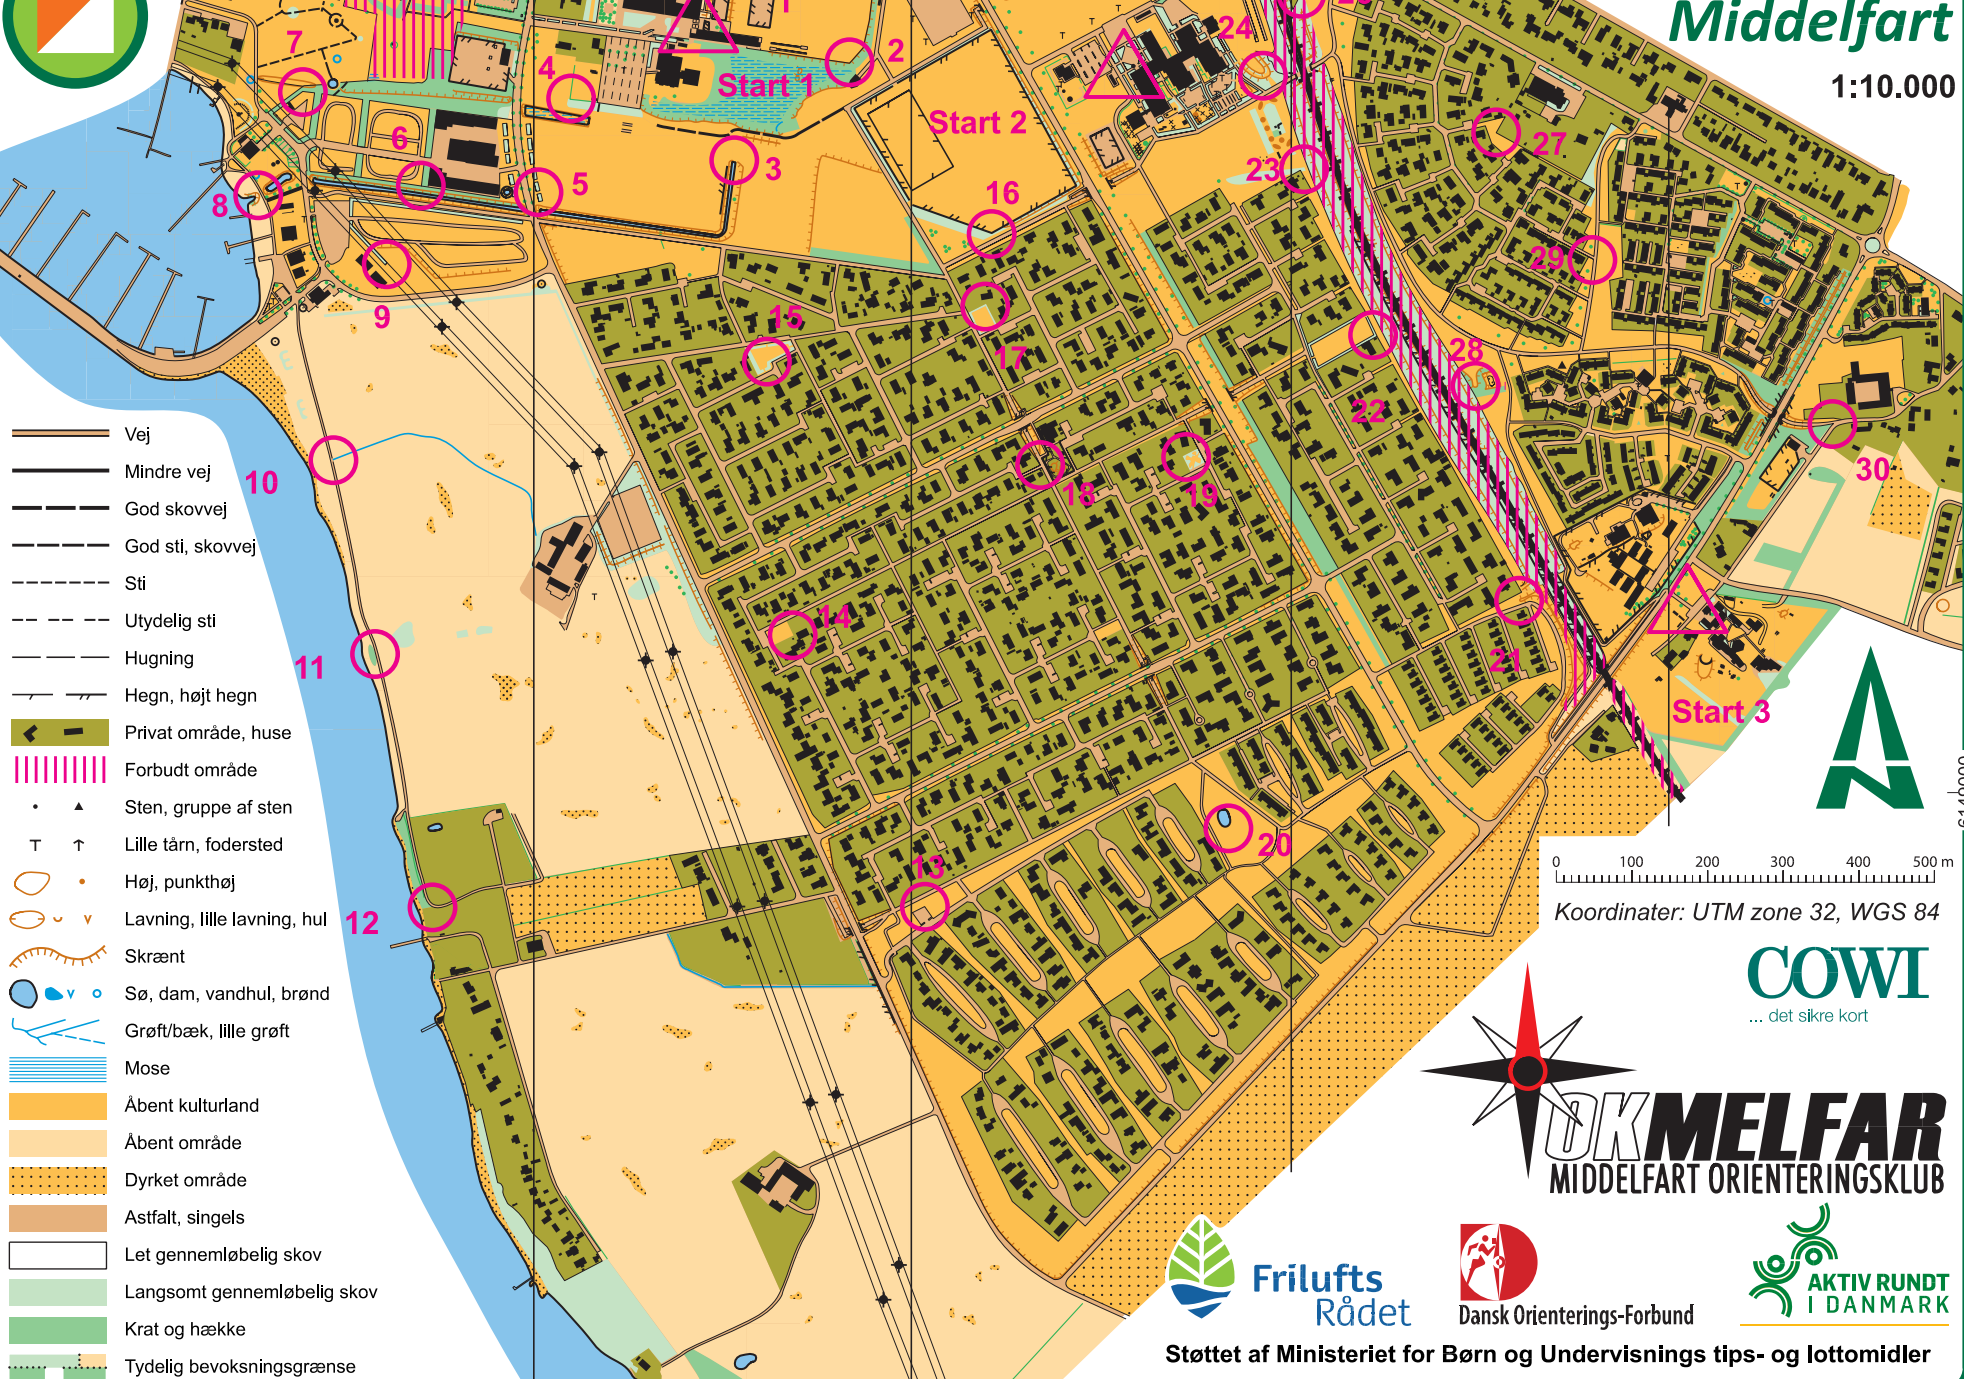 Middelfart
1:10.000
Start 1
Start 2
Start 3
1
2
3
4
5
6
7
8
9
10
11
12
13
14
15
16
17
18
19
20
21
22
23
24
27
28
29
30
Vej
Mindre vej
God skovvej
God sti, skovvej
Sti
Utydelig sti
Hugning
Hegn, højt hegn
Privat område, huse
Forbudt område
Sten, gruppe af sten
Lille tårn, fodersted
Høj, punkthøj
Lavning, lille lavning, hul
Skrænt
Sø, dam, vandhul, brønd
Grøft/bæk, lille grøft
Mose
Åbent kulturland
Åbent område
Dyrket område
Astfalt, singels
Let gennemløbelig skov
Langsomt gennemløbelig skov
Krat og hække
Tydelig bevoksningsgrænse
0 100 200 300 400 500 m
Koordinater: UTM zone 32, WGS 84
COWI
... det sikre kort
OK MELFAR
MIDDELFART ORIENTERINGSKLUB
Frilufts
Rådet
Dansk Orienterings-Forbund
AKTIV RUNDT
I DANMARK
Støttet af Ministeriet for Børn og Undervisnings tips- og lottomidler